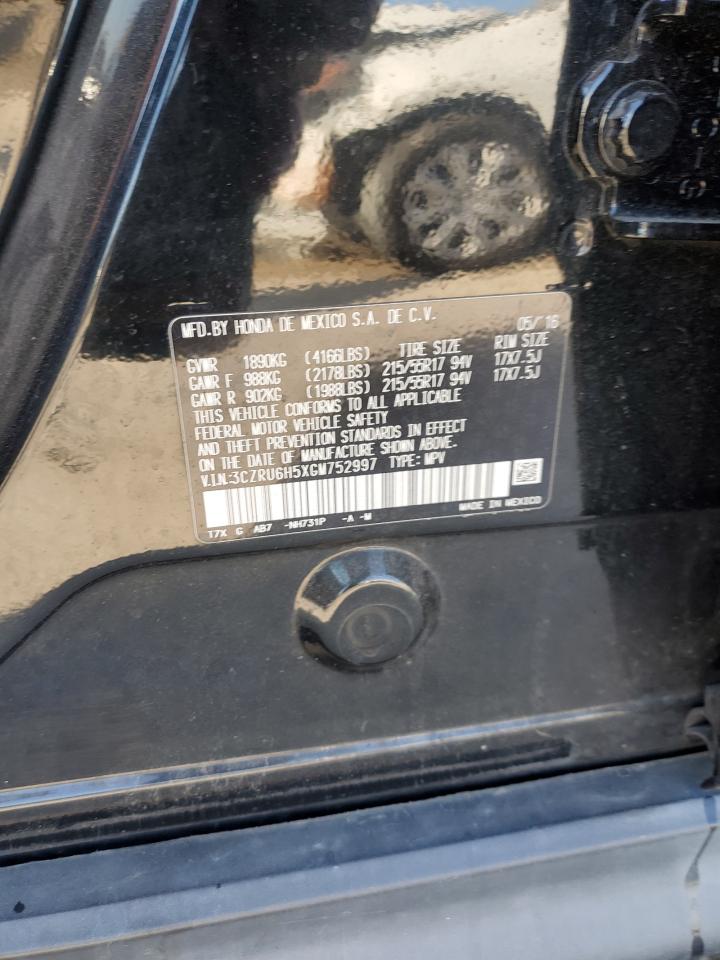 MFD.BY HONDA DE MEXICO S.A. DE C.V. 05/'16
GVWR 1890KG (4166LBS) TIRE SIZE RIM SIZE
GAWR F 988KG (2178LBS) 215/55R17 94V 17X7.5J
GAWR R 902KG (1988LBS) 215/55R17 94V 17X7.5J
THIS VEHICLE CONFORMS TO ALL APPLICABLE
FEDERAL MOTOR VEHICLE SAFETY
AND THEFT PREVENTION STANDARDS IN EFFECT
ON THE DATE OF MANUFACTURE SHOWN ABOVE.
V.I.N.:3CZRU6H5XGM752997 TYPE: MPV
T7X G AB7 -NH731P -A -M MADE IN MEXICO